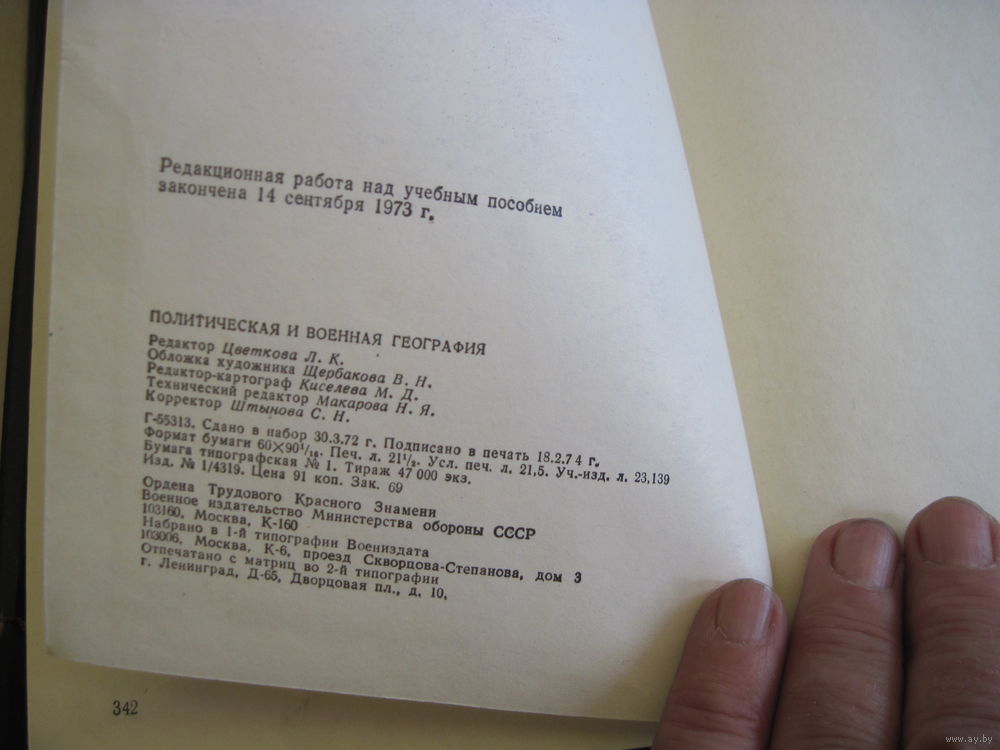 Редакционная работа над учебным пособием
закончена 14 сентября 1973 г.
ПОЛИТИЧЕСКАЯ И ВОЕННАЯ ГЕОГРАФИЯ
Редактор Цветкова Л. К.
Обложка художника Щербакова В. Н.
Редактор-картограф Киселева М. Д.
Технический редактор Макарова Н. Я.
Корректор Штынова С. Н.
Г-55313. Сдано в набор 30.3.72 г. Подписано в печать 18.2.74 г.
Формат бумаги 60×90¹/₁₆. Печ. л. 21¹/₂. Усл. печ. л. 21,5. Уч.-изд. л. 23,139
Бумага типографская № 1. Тираж 47 000 экз.
Изд. № 1/4319. Цена 91 коп. Зак. 69
Ордена Трудового Красного Знамени
Военное издательство Министерства обороны СССР
103160, Москва, К-160
Набрано в 1-й типографии Воениздата
103006, Москва, К-6, проезд Скворцова-Степанова, дом 3
Отпечатано с матриц во 2-й типографии
г. Ленинград, Д-65, Дворцовая пл., д. 10.
342
www.ay.by